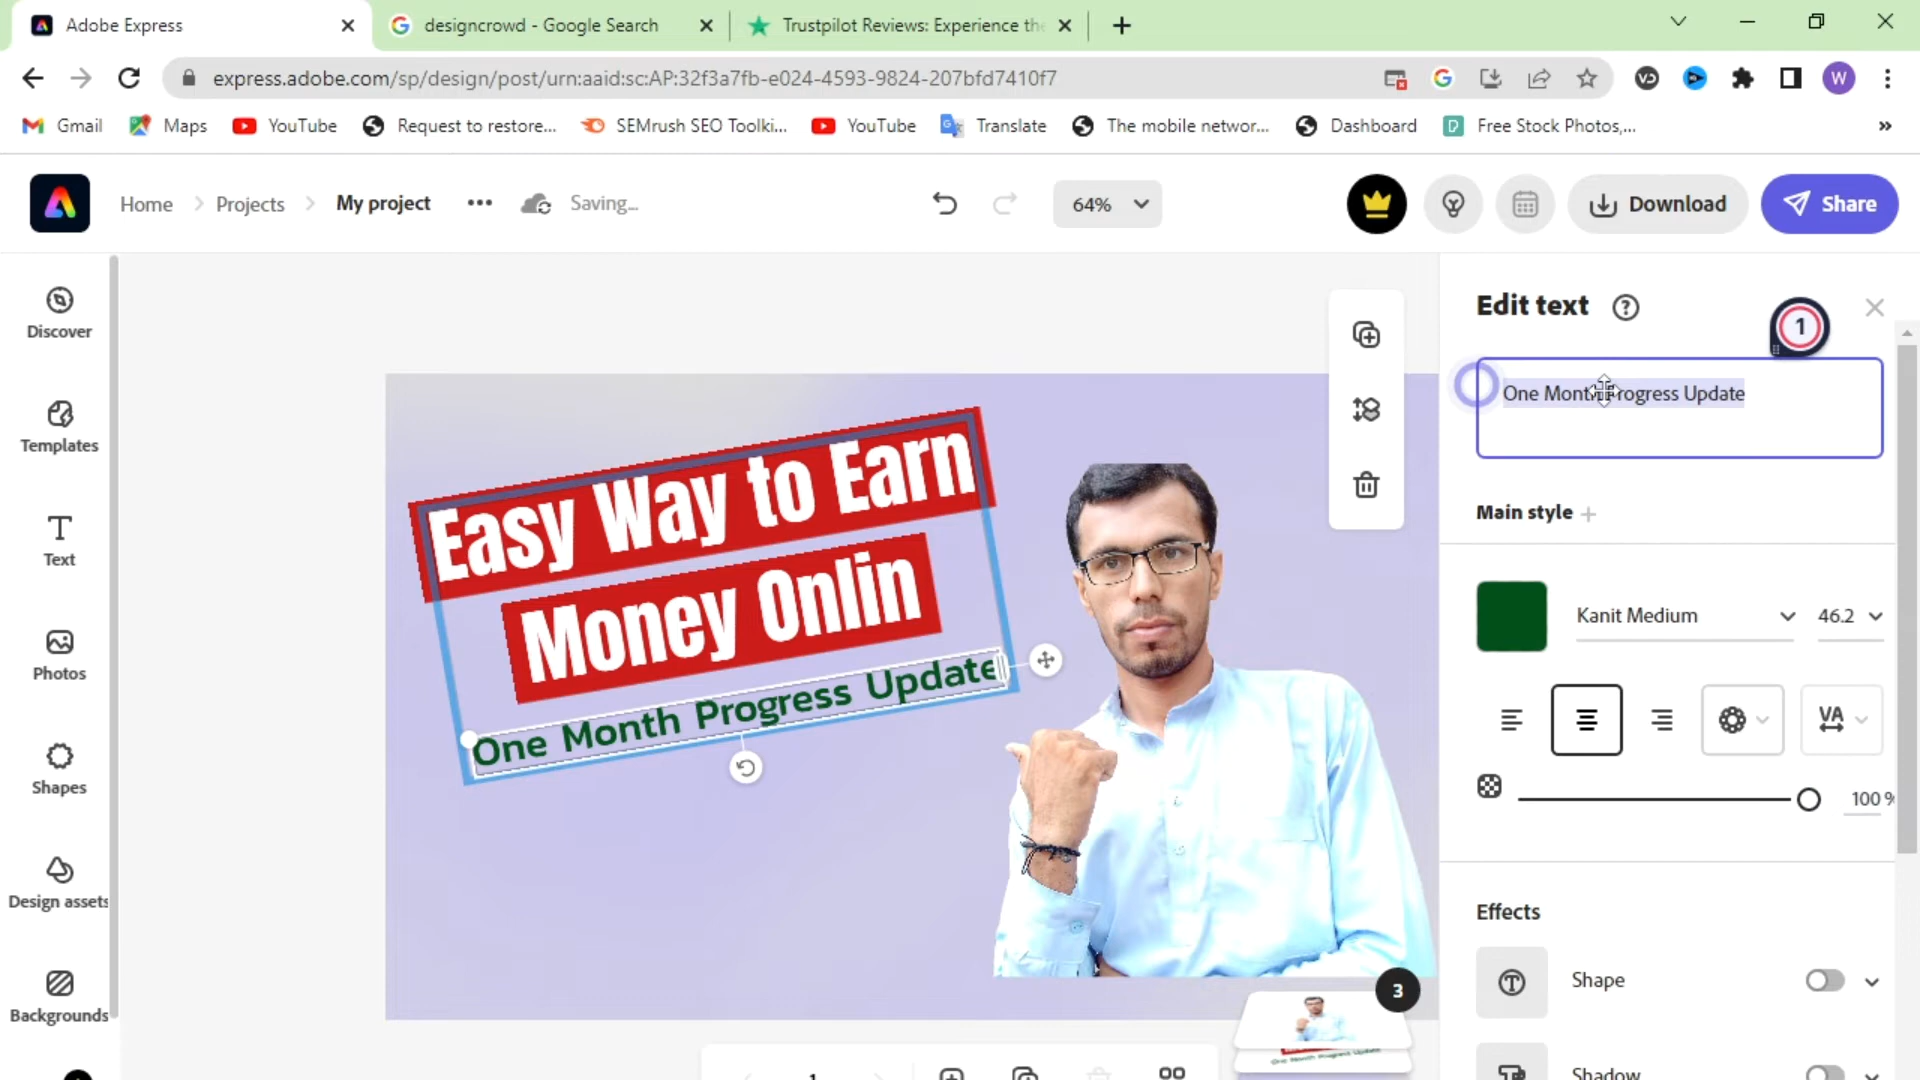 Adobe Express
designcrowd - Google Search
Trustpilot Reviews: Experience the
express.adobe.com/sp/design/post/urn:aaid:sc:AP:32f3a7fb-e024-4593-9824-207bfd7410f7
W
Gmail
Maps
YouTube
Request to restore...
SEMrush SEO Toolki...
YouTube
Translate
The mobile networ...
Dashboard
Free Stock Photos,...
Home
Projects
My project
Saving...
64%
Download
Share
Discover
Templates
Text
Photos
Shapes
Design assets
Backgrounds
Easy Way to Earn
Money Onlin
One Month Progress Update
3
1
Edit text
1
One Month Progress Update
Main style
Kanit Medium
46.2
VA
100 %
Effects
Shape
Shadow